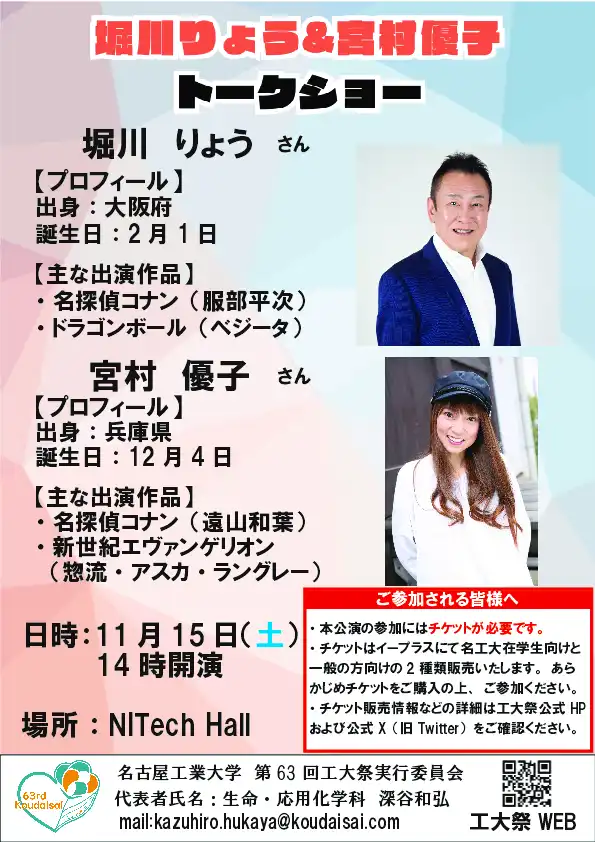 堀川りょう&宮村優子
トークショー
堀川 りょう さん
【プロフィール】
出身：大阪府
誕生日：2月1日
【主な出演作品】
・名探偵コナン（服部平次）
・ドラゴンボール（ベジータ）
宮村 優子 さん
【プロフィール】
出身：兵庫県
誕生日：12月4日
【主な出演作品】
・名探偵コナン（遠山和葉）
・新世紀エヴァンゲリオン
（惣流・アスカ・ラングレー）
日時：11月15日（土）
14時開演
場所：NITech Hall
ご参加される皆様へ
・本公演の参加にはチケットが必要です。
・チケットはイープラスにて名工大在学生向けと
一般の方向けの2種類販売いたします。あら
かじめチケットをご購入の上、ご参加ください。
・チケット販売情報などの詳細は工大祭公式HP
および公式X（旧Twitter）をご確認ください。
63rd
Koudaisai
名古屋工業大学 第63回工大祭実行委員会
代表者氏名：生命・応用化学科 深谷和弘
mail:kazuhiro.hukaya@koudaisai.com
工大祭WEB